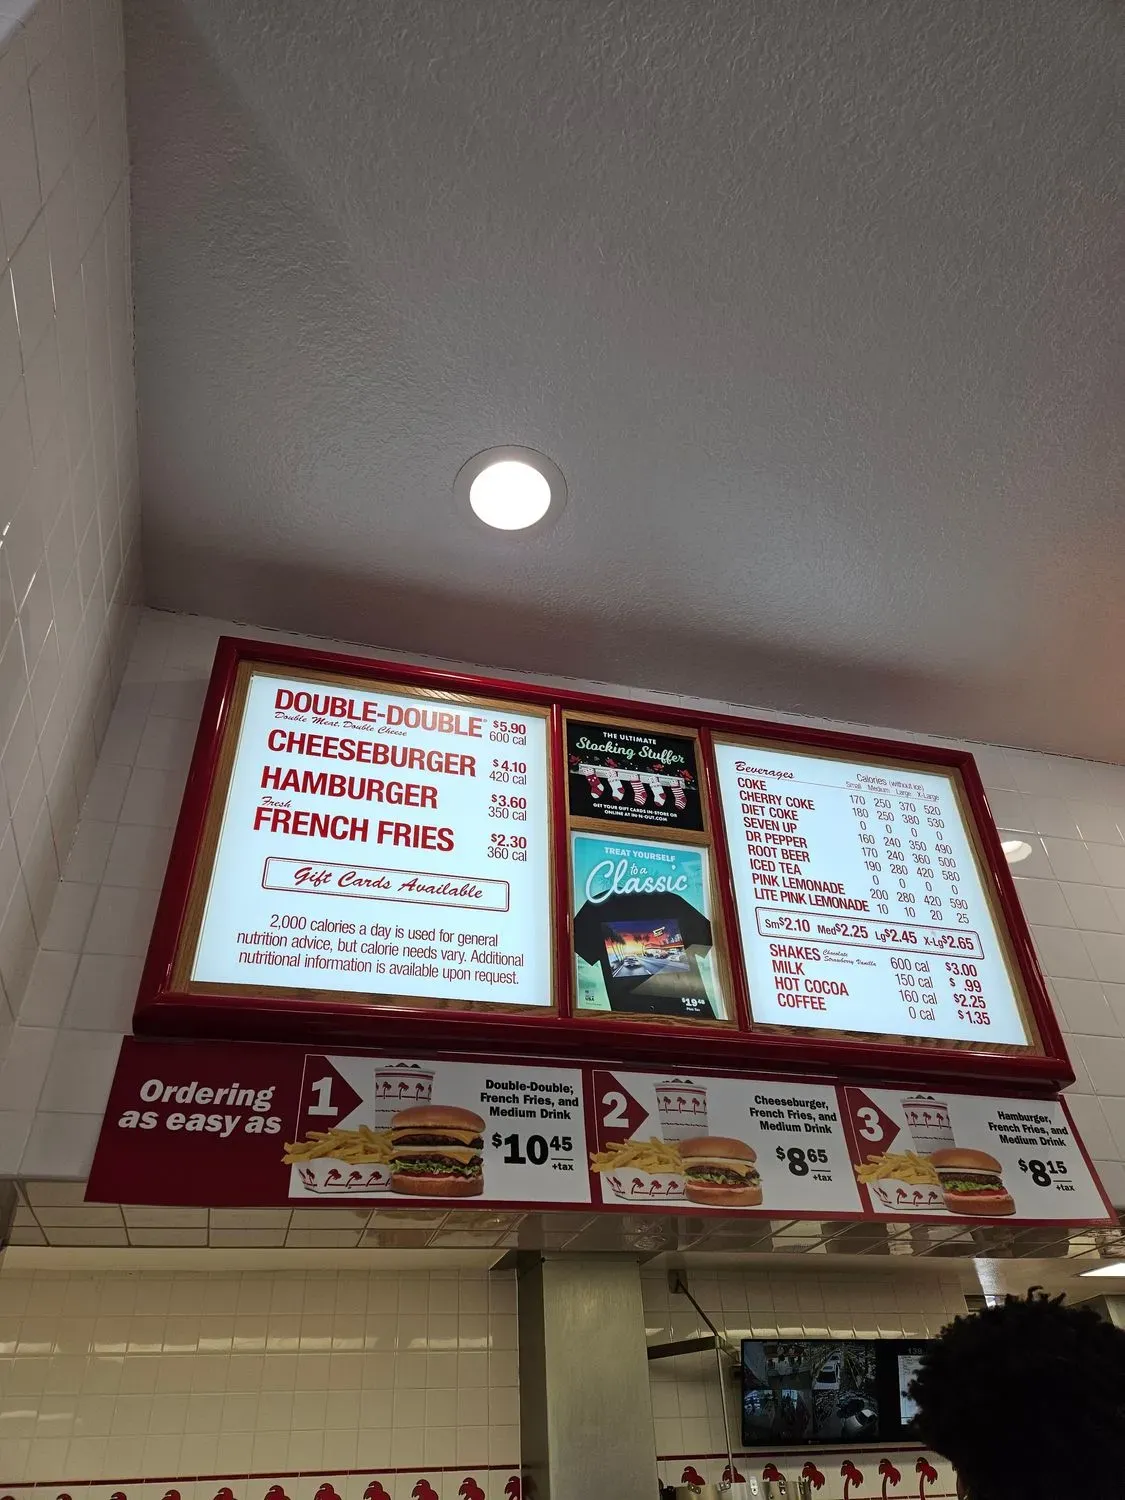 DOUBLE-DOUBLE® $5.90
Double Meat, Double Cheese 600 cal
CHEESEBURGER $4.10
420 cal
HAMBURGER $3.60
350 cal
Fresh
FRENCH FRIES $2.30
360 cal
Gift Cards Available
2,000 calories a day is used for general
nutrition advice, but calorie needs vary. Additional
nutritional information is available upon request.
THE ULTIMATE
Stocking Stuffer
GET YOUR GIFT CARDS IN-STORE OR
ONLINE AT IN-N-OUT.COM
TREAT YOURSELF
to a
Classic
USA
$19.48
Plus Tax
Beverages Calories (without ice)
Small Medium Large X-Large
COKE 170 250 370 520
CHERRY COKE 180 250 380 530
DIET COKE 0 0 0 0
SEVEN UP 160 240 350 490
DR PEPPER 170 240 360 500
ROOT BEER 190 280 420 580
ICED TEA 0 0 0 0
PINK LEMONADE 200 280 420 590
LITE PINK LEMONADE 10 10 20 25
Sm$2.10 Med$2.25 Lg$2.45 X-Lg$2.65
SHAKES Chocolate Strawberry Vanilla 600 cal $3.00
MILK 150 cal $ .99
HOT COCOA 160 cal $2.25
COFFEE 0 cal $1.35
Ordering
as easy as
1
Double-Double,
French Fries, and
Medium Drink
$10.45
+tax
2
Cheeseburger,
French Fries, and
Medium Drink
$8.65
+tax
3
Hamburger,
French Fries, and
Medium Drink
$8.15
+tax